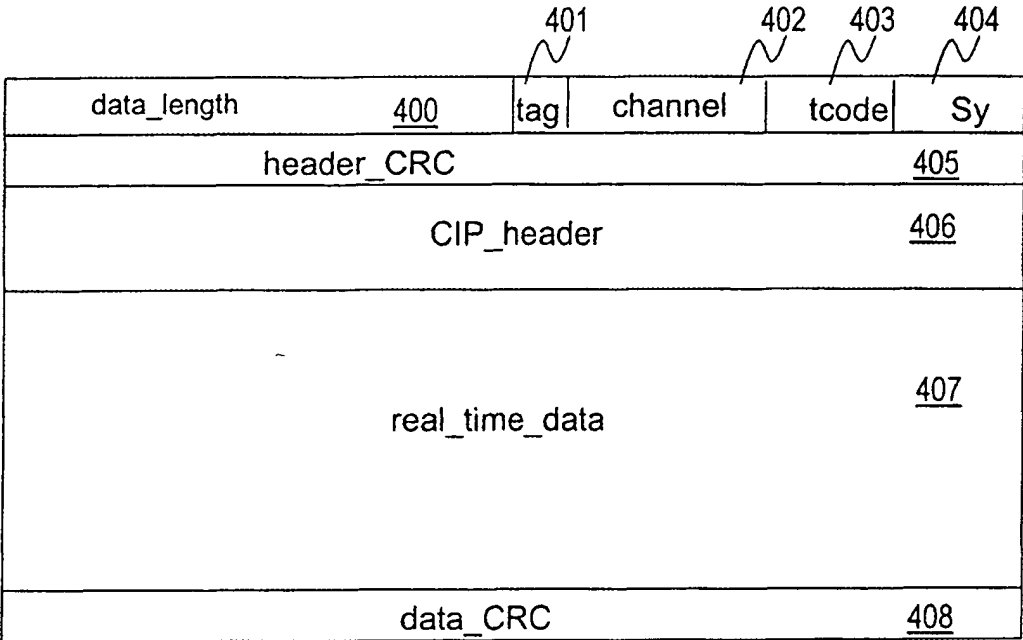 401 402 403 404
data_length 400 tag channel tcode Sy
header_CRC 405
CIP_header 406
real_time_data 407
data_CRC 408